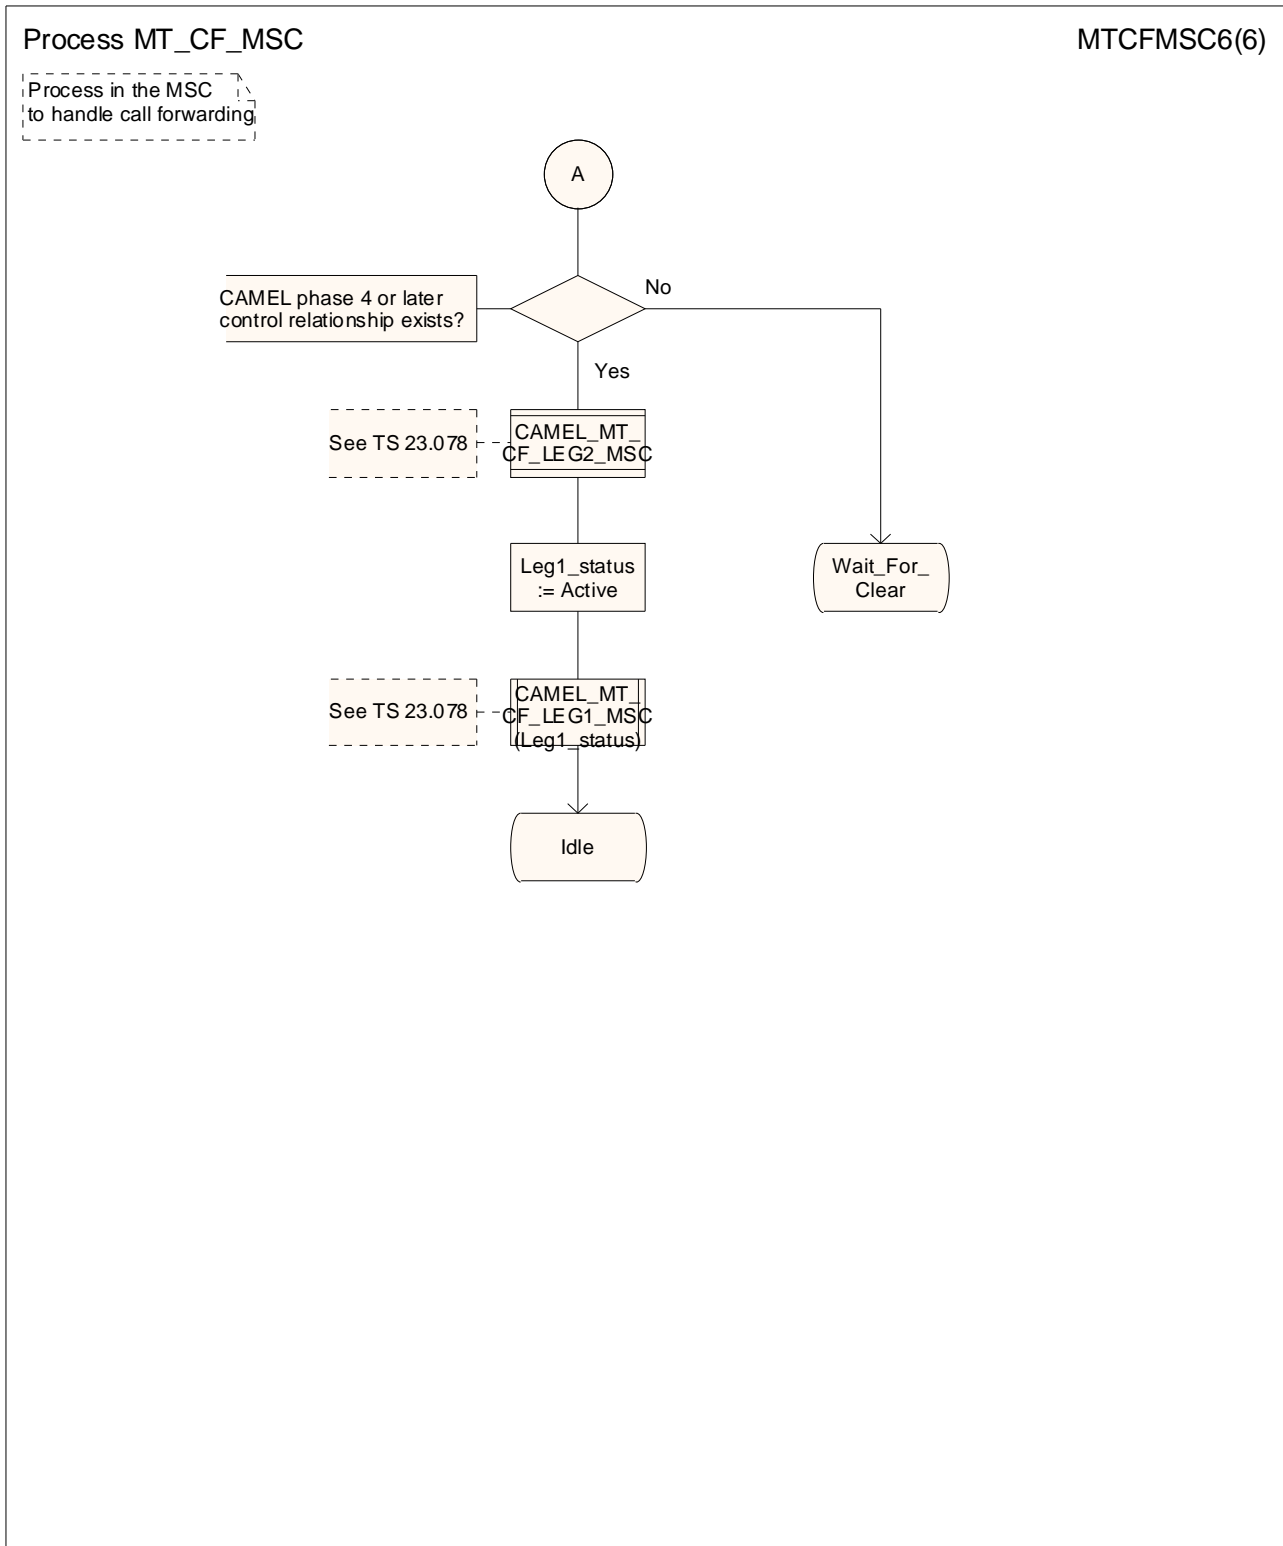 Process MT_CF_MSC
MTCFMSC6(6)
Process in the MSC
to handle call forwarding
A
CAMEL phase 4 or later
control relationship exists?
No
Yes
See TS 23.078
CAMEL_MT_
CF_LEG2_MSC
Leg1_status
:= Active
Wait_For_
Clear
See TS 23.078
CAMEL_MT_
CF_LEG1_MSC
(Leg1_status)
Idle